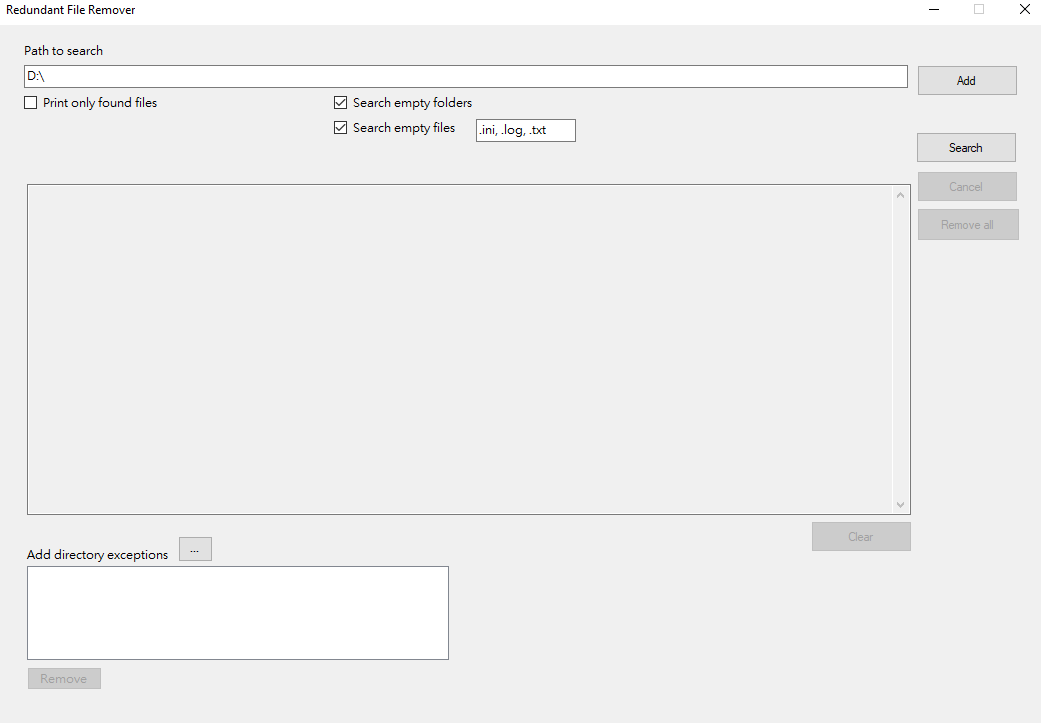 Redundant File Remover
Path to search
D:\
Add
Print only found files
Search empty folders
Search empty files
.ini, .log, .txt
Search
Cancel
Remove all
Clear
Add directory exceptions
...
Remove